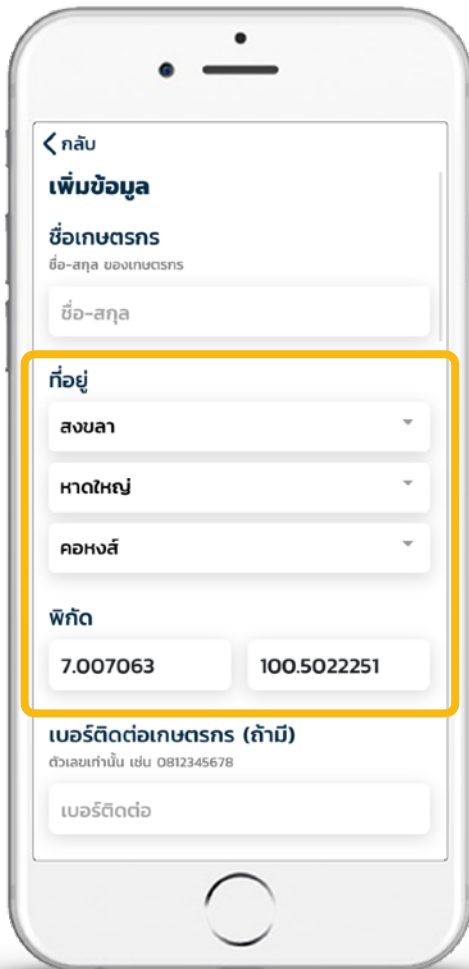 กลับ
เพิ่มข้อมูล
ชื่อเกษตรกร
ชื่อ-สกุล ของเกษตรกร
ชื่อ-สกุล
ที่อยู่
สงขลา
หาดใหญ่
คอหงส์
พิกัด
7.007063 100.5022251
เบอร์ติดต่อเกษตรกร (ถ้ามี)
ตัวเลขเท่านั้น เช่น 0812345678
เบอร์ติดต่อ